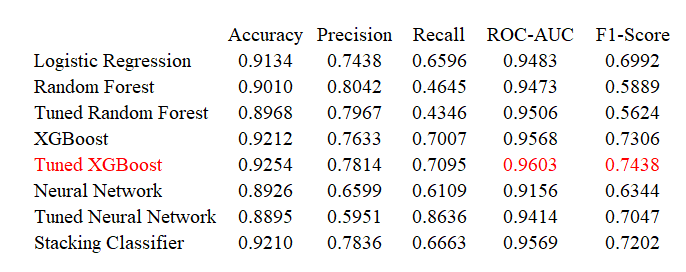 Accuracy Precision Recall ROC-AUC F1-Score
Logistic Regression 0.9134 0.7438 0.6596 0.9483 0.6992
Random Forest 0.9010 0.8042 0.4645 0.9473 0.5889
Tuned Random Forest 0.8968 0.7967 0.4346 0.9506 0.5624
XGBoost 0.9212 0.7633 0.7007 0.9568 0.7306
Tuned XGBoost 0.9254 0.7814 0.7095 0.9603 0.7438
Neural Network 0.8926 0.6599 0.6109 0.9156 0.6344
Tuned Neural Network 0.8895 0.5951 0.8636 0.9414 0.7047
Stacking Classifier 0.9210 0.7836 0.6663 0.9569 0.7202